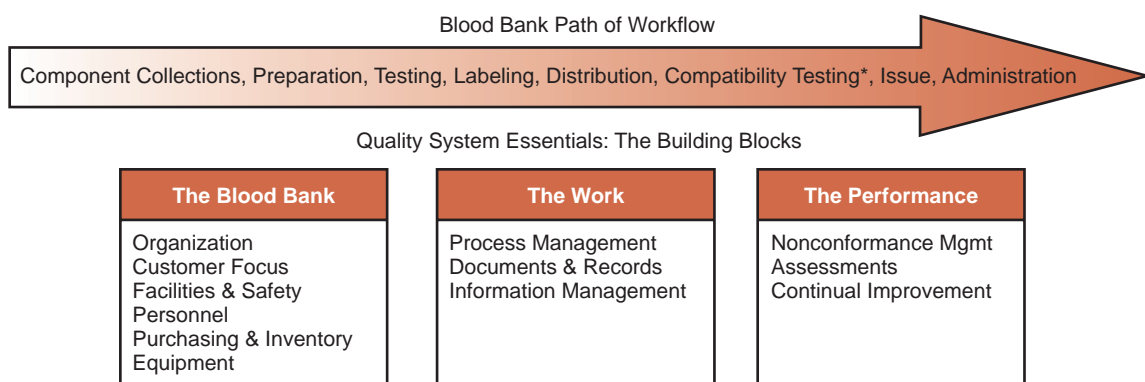 Blood Bank Path of Workflow
Component Collections, Preparation, Testing, Labeling, Distribution, Compatibility Testing*, Issue, Administration
Quality System Essentials: The Building Blocks
The Blood Bank
Organization
Customer Focus
Facilities & Safety
Personnel
Purchasing & Inventory
Equipment
The Work
Process Management
Documents & Records
Information Management
The Performance
Nonconformance Mgmt
Assessments
Continual Improvement